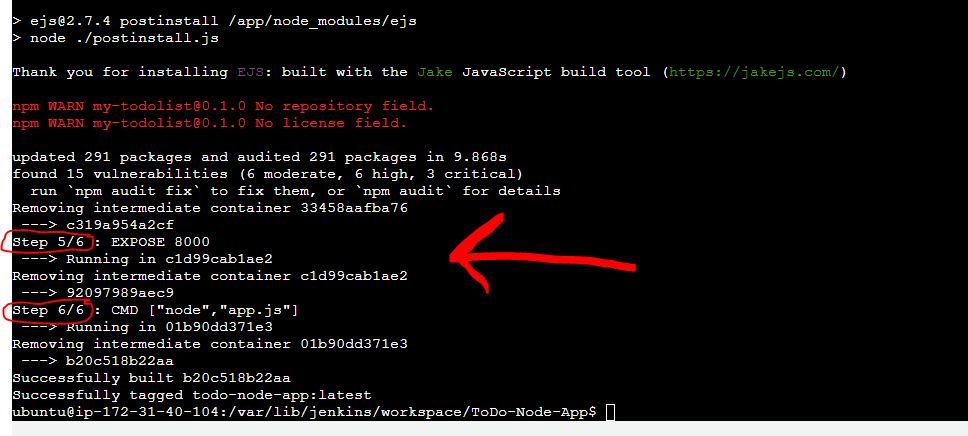 > ejs@2.7.4 postinstall /app/node_modules/ejs
> node ./postinstall.js
Thank you for installing EJS: built with the Jake JavaScript build tool (https://jakejs.com/)
npm WARN my-todolist@0.1.0 No repository field.
npm WARN my-todolist@0.1.0 No license field.
updated 291 packages and audited 291 packages in 9.868s
found 15 vulnerabilities (6 moderate, 6 high, 3 critical)
run `npm audit fix` to fix them, or `npm audit` for details
Removing intermediate container 33458aafba76
---> c319a954a2cf
Step 5/6 : EXPOSE 8000
---> Running in c1d99cab1ae2
Removing intermediate container c1d99cab1ae2
---> 92097989aec9
Step 6/6 : CMD ["node","app.js"]
---> Running in 01b90dd371e3
Removing intermediate container 01b90dd371e3
---> b20c518b22aa
Successfully built b20c518b22aa
Successfully tagged todo-node-app:latest
ubuntu@ip-172-31-40-104:/var/lib/jenkins/workspace/ToDo-Node-App$